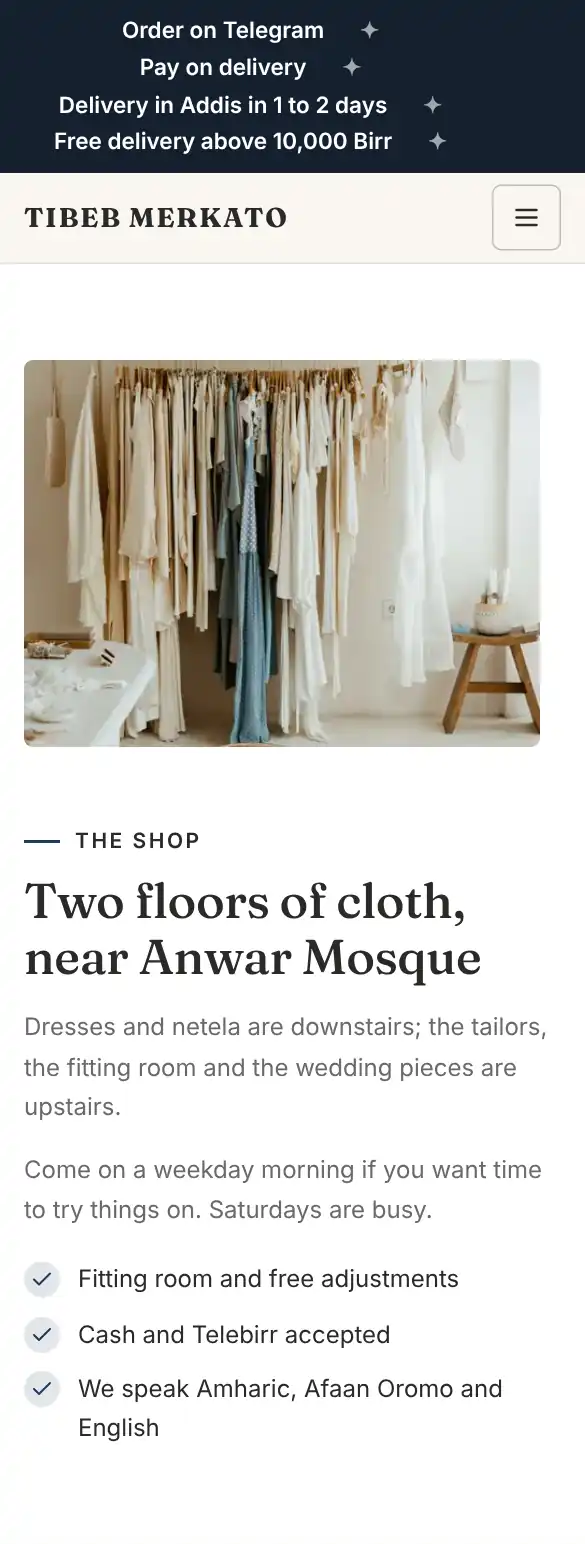 Order on Telegram ✦
Pay on delivery ✦
Delivery in Addis in 1 to 2 days ✦
Free delivery above 10,000 Birr ✦
TIBEB MERKATO
THE SHOP
Two floors of cloth,
near Anwar Mosque
Dresses and netela are downstairs; the tailors,
the fitting room and the wedding pieces are
upstairs.
Come on a weekday morning if you want time
to try things on. Saturdays are busy.
Fitting room and free adjustments
Cash and Telebirr accepted
We speak Amharic, Afaan Oromo and
English